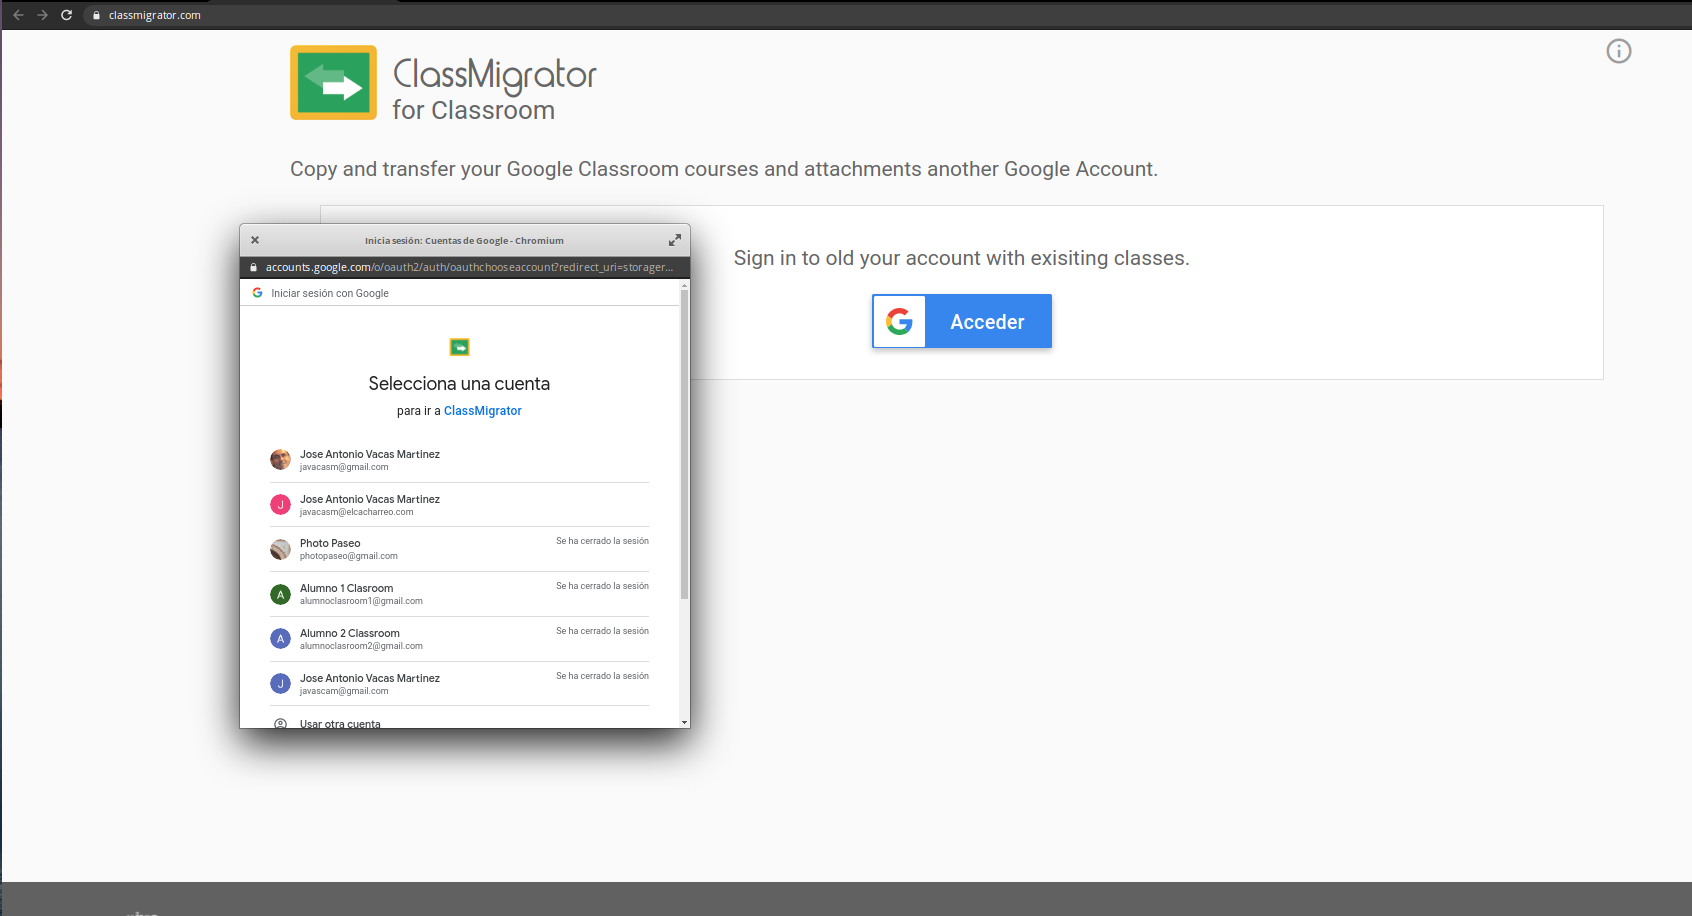 classmigrator.com
ClassMigrator
for Classroom
Copy and transfer your Google Classroom courses and attachments another Google Account.
Sign in to old your account with exisiting classes.
Acceder
Inicia sesión: Cuentas de Google - Chromium
accounts.google.com/o/oauth2/auth/oauthchooseaccount?redirect_uri=storager...
Iniciar sesión con Google
Selecciona una cuenta
para ir a ClassMigrator
Jose Antonio Vacas Martinez
javacasm@gmail.com
J
Jose Antonio Vacas Martinez
javacasm@elcacharreo.com
Photo Paseo
Se ha cerrado la sesión
photopaseo@gmail.com
A
Alumno 1 Clasroom
Se ha cerrado la sesión
alumnoclasroom1@gmail.com
A
Alumno 2 Classroom
Se ha cerrado la sesión
alumnoclasroom2@gmail.com
J
Jose Antonio Vacas Martinez
Se ha cerrado la sesión
javascam@gmail.com
Usar otra cuenta